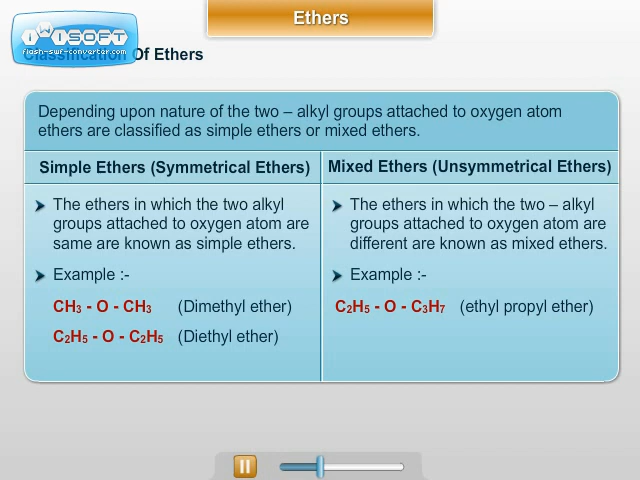 Ethers
iWiSOFT
flash-swf-converter.com
Classification Of Ethers
Depending upon nature of the two – alkyl groups attached to oxygen atom
ethers are classified as simple ethers or mixed ethers.
Simple Ethers (Symmetrical Ethers)
The ethers in which the two alkyl
groups attached to oxygen atom are
same are known as simple ethers.
Example :-
CH₃ - O - CH₃ (Dimethyl ether)
C₂H₅ - O - C₂H₅ (Diethyl ether)
Mixed Ethers (Unsymmetrical Ethers)
The ethers in which the two – alkyl
groups attached to oxygen atom are
different are known as mixed ethers.
Example :-
C₂H₅ - O - C₃H₇ (ethyl propyl ether)